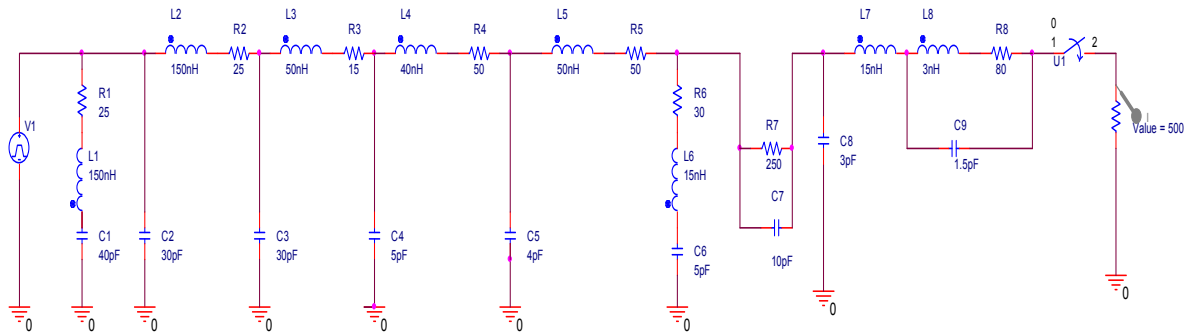 L2
L3
L4
L5
L7
L8
R2
R3
R4
R5
R8
0
1
2
U1
150nH
25
50nH
15
40nH
50
50nH
50
15nH
3nH
80
R1
25
R6
30
V1
Value = 500
R7
250
C8
3pF
C9
1.5pF
L1
150nH
L6
15nH
C7
10pF
C1
40pF
C2
30pF
C3
30pF
C4
5pF
C5
4pF
C6
5pF
0
0
0
0
0
0
0
0
0